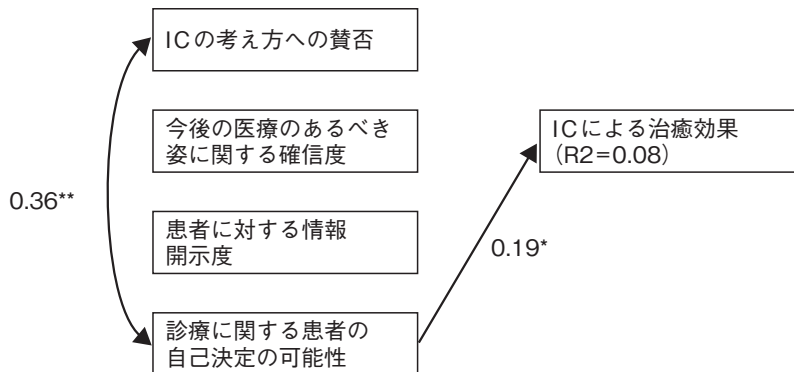 ICの考え方への賛否
今後の医療のあるべき
姿に関する確信度
ICによる治癒効果
(R2=0.08)
0.36**
患者に対する情報
開示度
0.19*
診療に関する患者の
自己決定の可能性